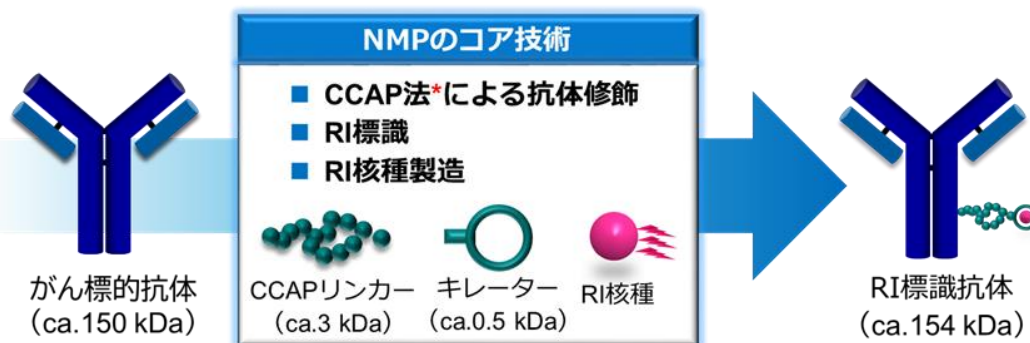 NMPのコア技術
■ CCAP法*による抗体修飾
■ RI標識
■ RI核種製造
がん標的抗体
（ca.150 kDa）
CCAPリンカー
（ca.3 kDa）
キレーター
（ca.0.5 kDa）
RI核種
RI標識抗体
（ca.154 kDa）